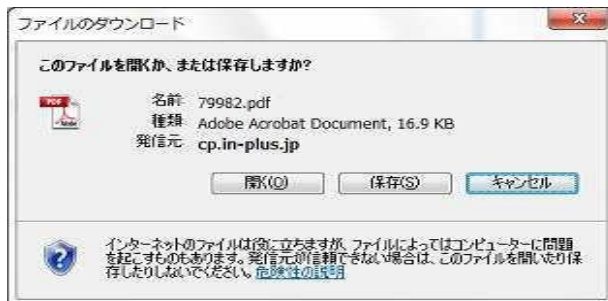 ファイルのダウンロード
このファイルを開くか、または保存しますか?
PDF
名前 79982.pdf
種類 Adobe Acrobat Document, 16.9 KB
発信元 cp.in-plus.jp
開く(O) 保存(S) キャンセル
インターネットのファイルは役に立ちますが、ファイルによってはコンピューターに問題
を起こすものもあります。発信元が信頼できない場合は、このファイルを開いたり保
存したりしないでください。危険性の説明